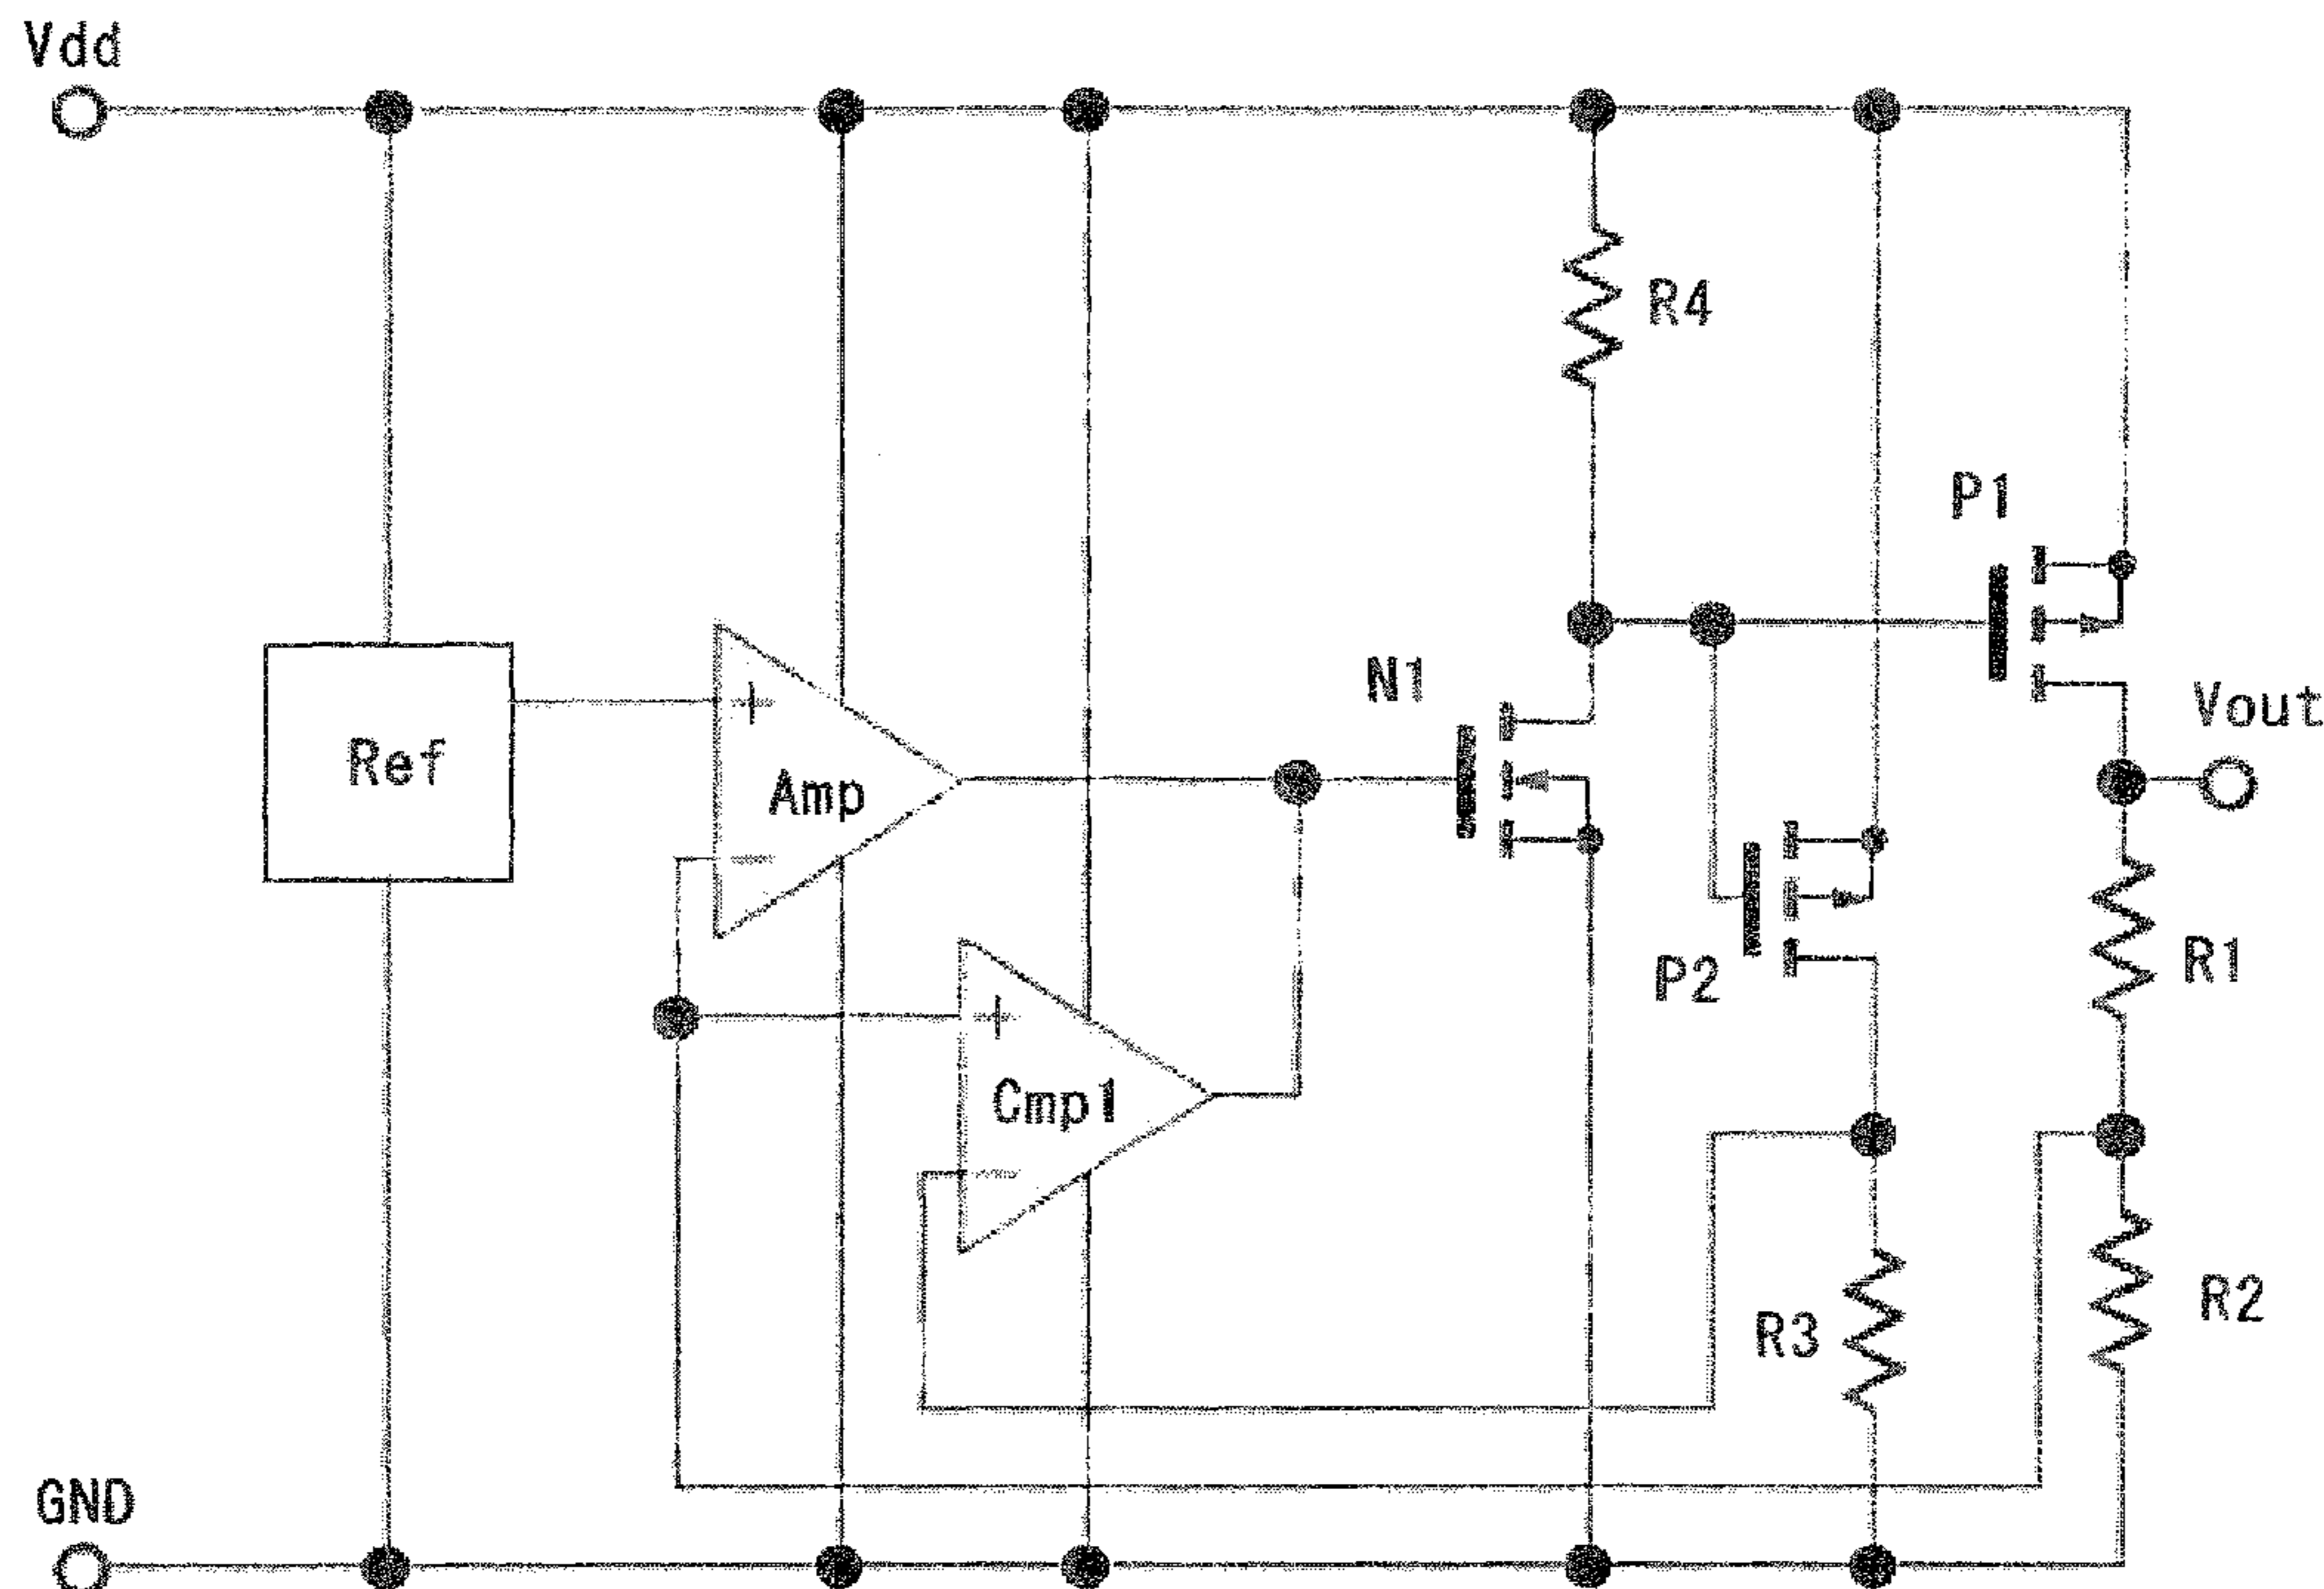 Vdd
R4
P1
N1
Vout
Ref
+
Amp
−
P2
R1
+
Cmp1
−
R3
R2
GND